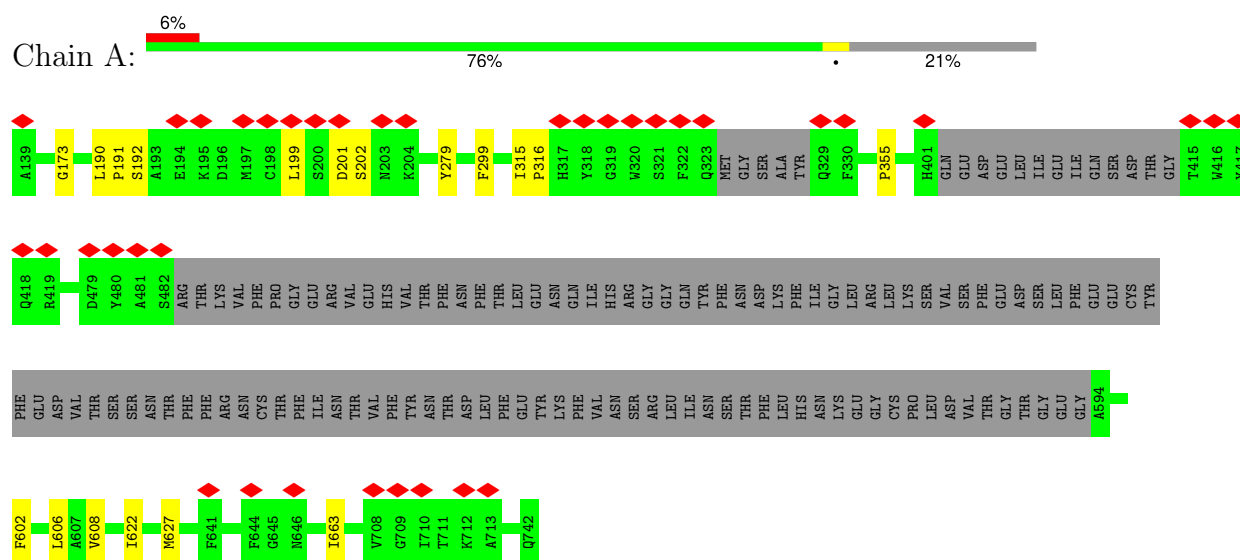 6%
Chain A:
76% • 21%
A139 G173 L190 P191 S192 A193 E194 K195 D196 M197 C198 L199 S200 D201 S202 N203 K204 Y279 F299 I315 P316 H317 Y318 G319 W320 S321 F322 Q323 MET GLY SER ALA TYR Q329 F330 P355 H401 GLN GLU ASP GLU LEU ILE GLU ILE GLN SER ASP THR GLY T415 W416 Y417
Q418 R419 D479 Y480 A481 S482 ARG THR LYS VAL PHE PRO GLY GLU ARG VAL GLU HIS VAL THR PHE ASN PHE THR LEU GLU ASN GLN ILE HIS ARG GLY GLY GLN TYR PHE ASN ASP LYS PHE ILE GLY LEU ARG LEU LYS SER VAL SER PHE GLU ASP SER LEU PHE GLU GLU CYS TYR
PHE GLU ASP VAL THR SER SER ASN THR PHE PHE ARG ASN CYS THR PHE ILE ASN THR VAL PHE TYR ASN THR ASP LEU PHE GLU TYR LYS PHE VAL ASN SER ARG LEU ILE ASN SER THR PHE LEU HIS ASN LYS GLU GLY CYS PRO LEU ASP VAL THR GLY THR GLY GLU GLY A594
F602 L606 A607 V608 I622 M627 F641 F644 G645 N646 I663 V708 G709 I710 T711 K712 A713 Q742